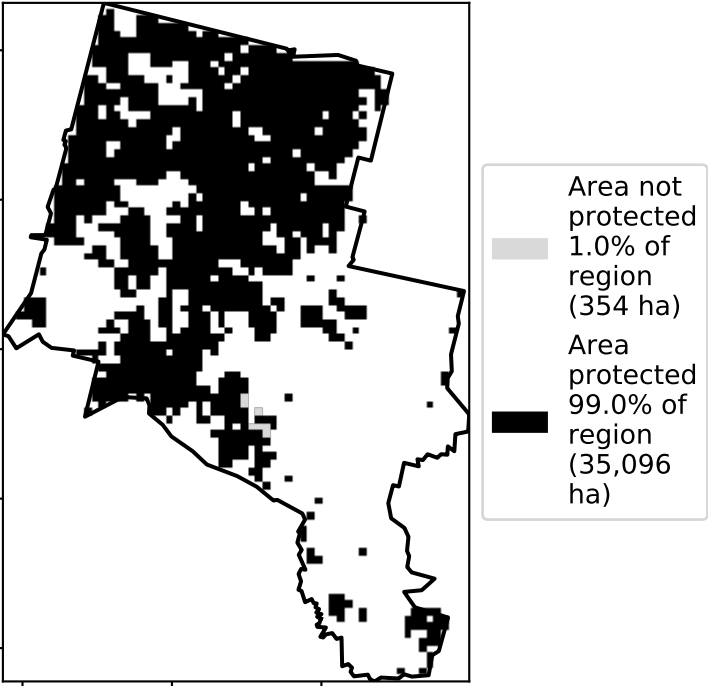 Area not
protected
1.0% of
region
(354 ha)
Area
protected
99.0% of
region
(35,096
ha)